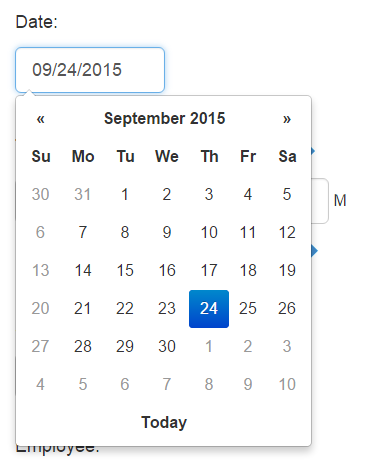 Date:
09/24/2015
« September 2015 »
Su Mo Tu We Th Fr Sa
30 31 1 2 3 4 5
6 7 8 9 10 11 12
13 14 15 16 17 18 19
20 21 22 23 24 25 26
27 28 29 30 1 2 3
4 5 6 7 8 9 10
Today
M
Employee: